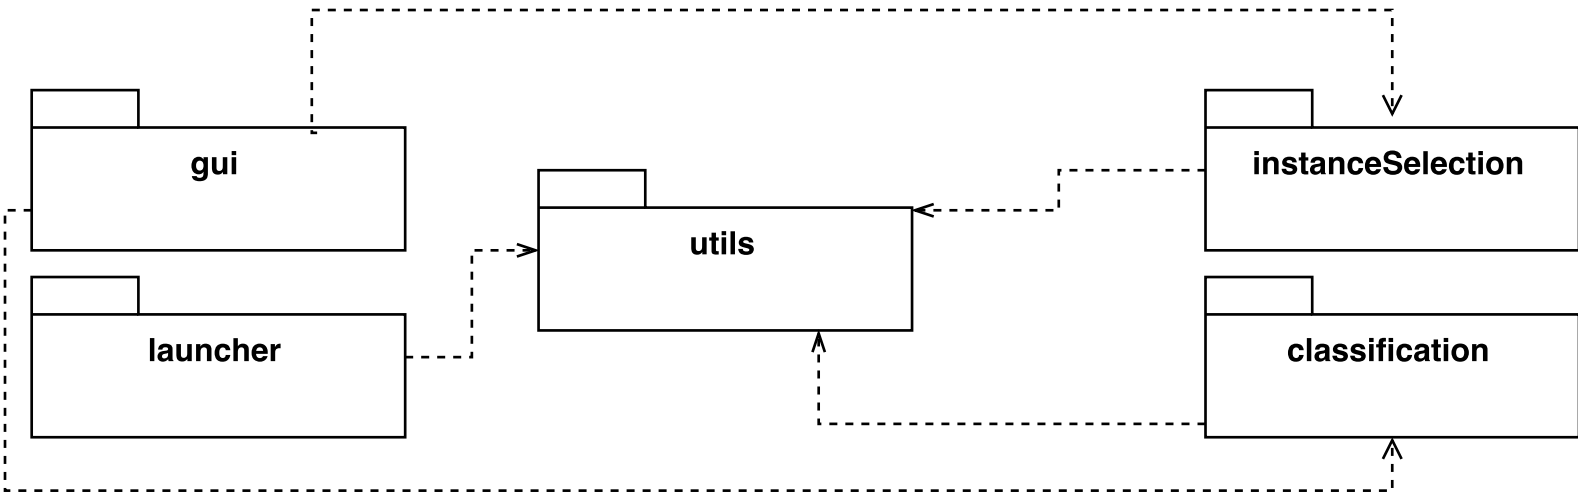 gui
instanceSelection
utils
launcher
classification